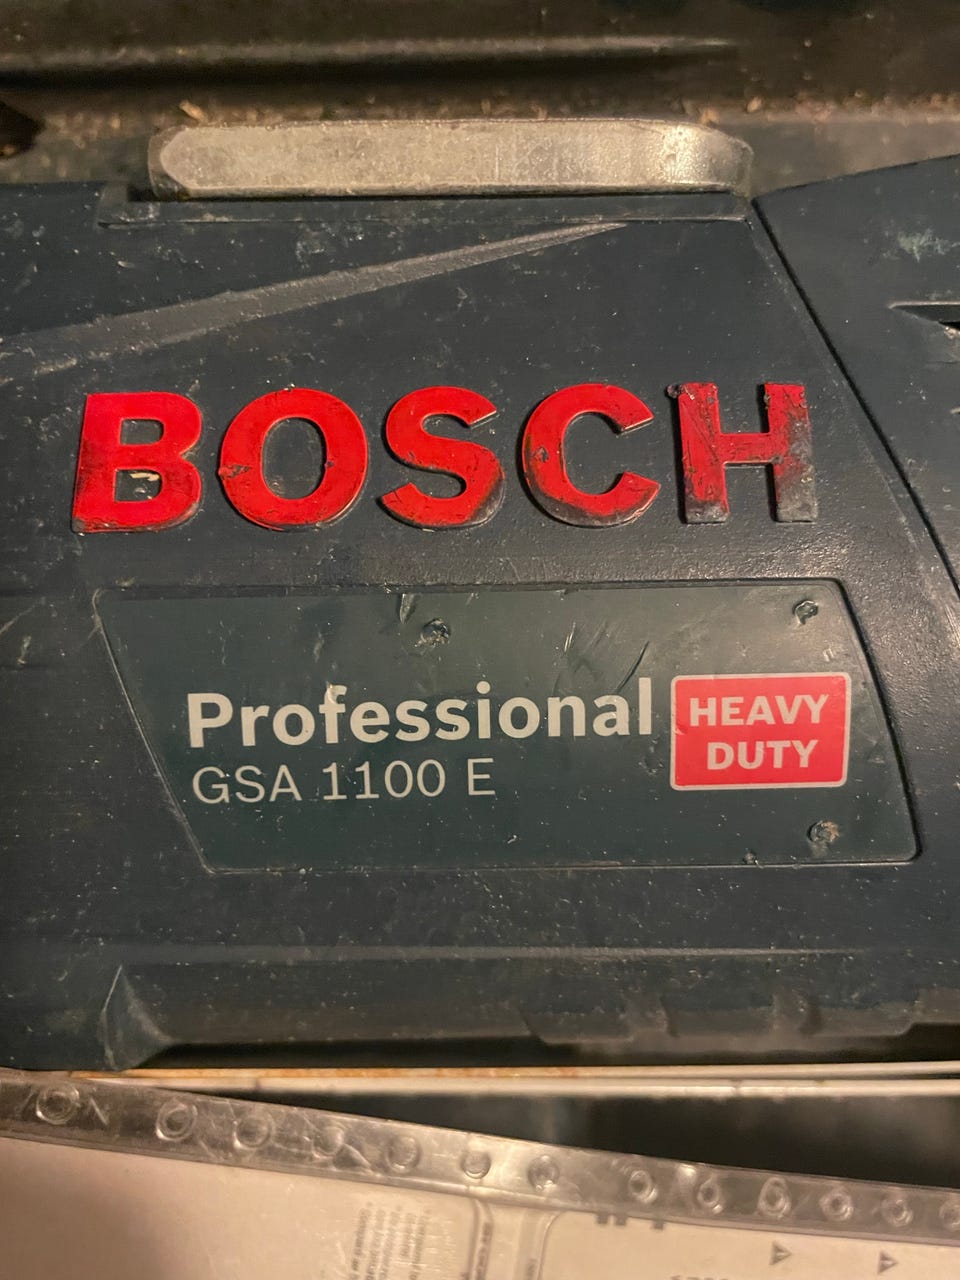 BOSCH
Professional
GSA 1100 E
HEAVY
DUTY